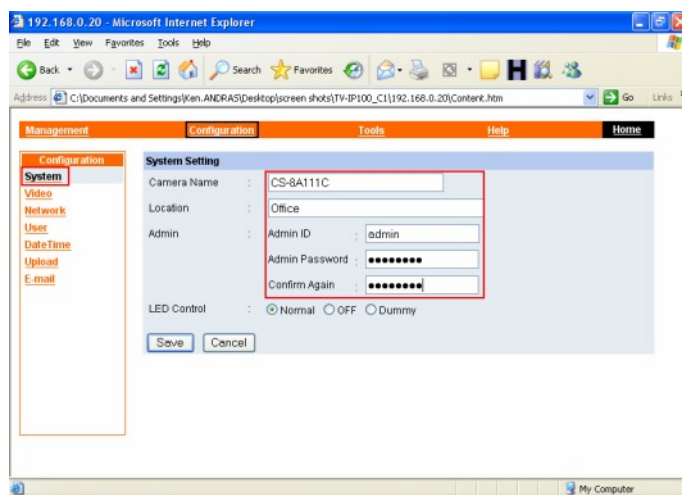 192.168.0.20 - Microsoft Internet Explorer
File Edit View Favorites Tools Help
Back Search Favorites
Address C:\Documents and Settings\Ken.ANDRAS\Desktop\screen shots\TV-IP100_C1\192.168.0.20\Content.htm Go Links
Management Configuration Tools Help Home
Configuration
System
Video
Network
User
DateTime
Upload
E-mail
System Setting
Camera Name : CS-8A111C
Location : Office
Admin : Admin ID : admin
Admin Password : ●●●●●●●●
Confirm Again : ●●●●●●●●
LED Control : Normal OFF Dummy
Save Cancel
My Computer